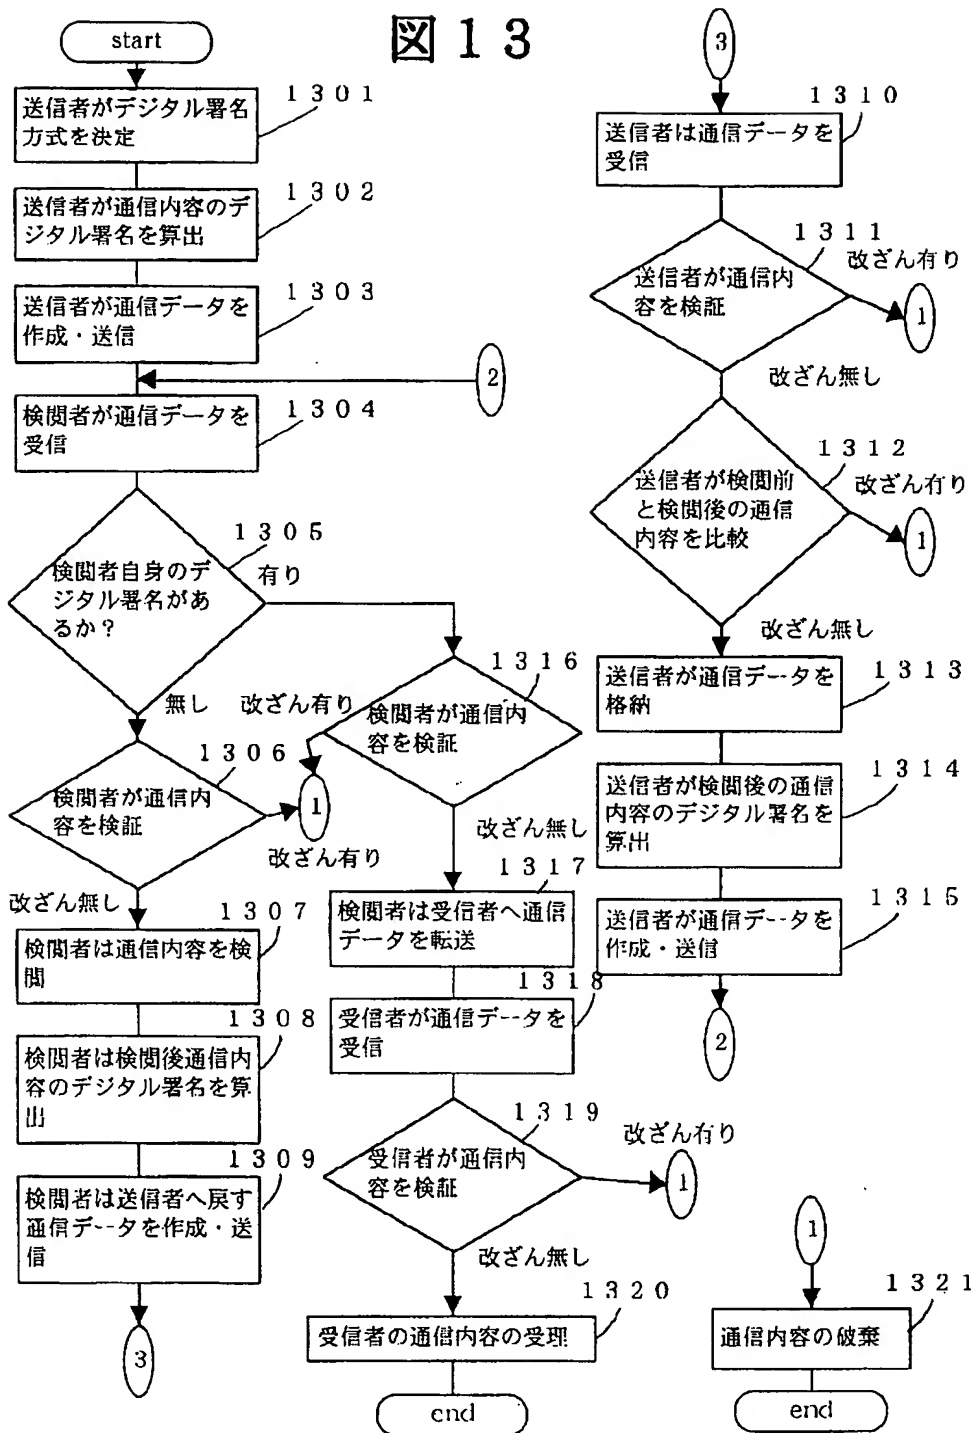 図１３
start
１３０１
送信者がデジタル署名
方式を決定
１３０２
送信者が通信内容のデ
ジタル署名を算出
１３０３
送信者が通信データを
作成・送信
2
１３０４
検閲者が通信データを
受信
１３０５
検閲者自身のデ
ジタル署名があ
るか？
有り
無し
１３０６
検閲者が通信内
容を検証
改ざん有り
1
改ざん無し
１３０７
検閲者は通信内容を検
閲
１３０８
検閲者は検閲後通信内
容のデジタル署名を算
出
１３０９
検閲者は送信者へ戻す
通信データを作成・送
信
3
１３１６
検閲者が通信内
容を検証
改ざん有り
改ざん無し
１３１７
検閲者は受信者へ通信
データを転送
１３１８
受信者が通信データを
受信
１３１９
受信者が通信内
容を検証
改ざん有り
1
改ざん無し
１３２０
受信者の通信内容の受理
end
3
１３１０
送信者は通信データを
受信
１３１１
送信者が通信内
容を検証
改ざん有り
1
改ざん無し
１３１２
送信者が検閲前
と検閲後の通信
内容を比較
改ざん有り
1
改ざん無し
１３１３
送信者が通信データを
格納
１３１４
送信者が検閲後の通信
内容のデジタル署名を
算出
１３１５
送信者が通信データを
作成・送信
2
1
１３２１
通信内容の破棄
end